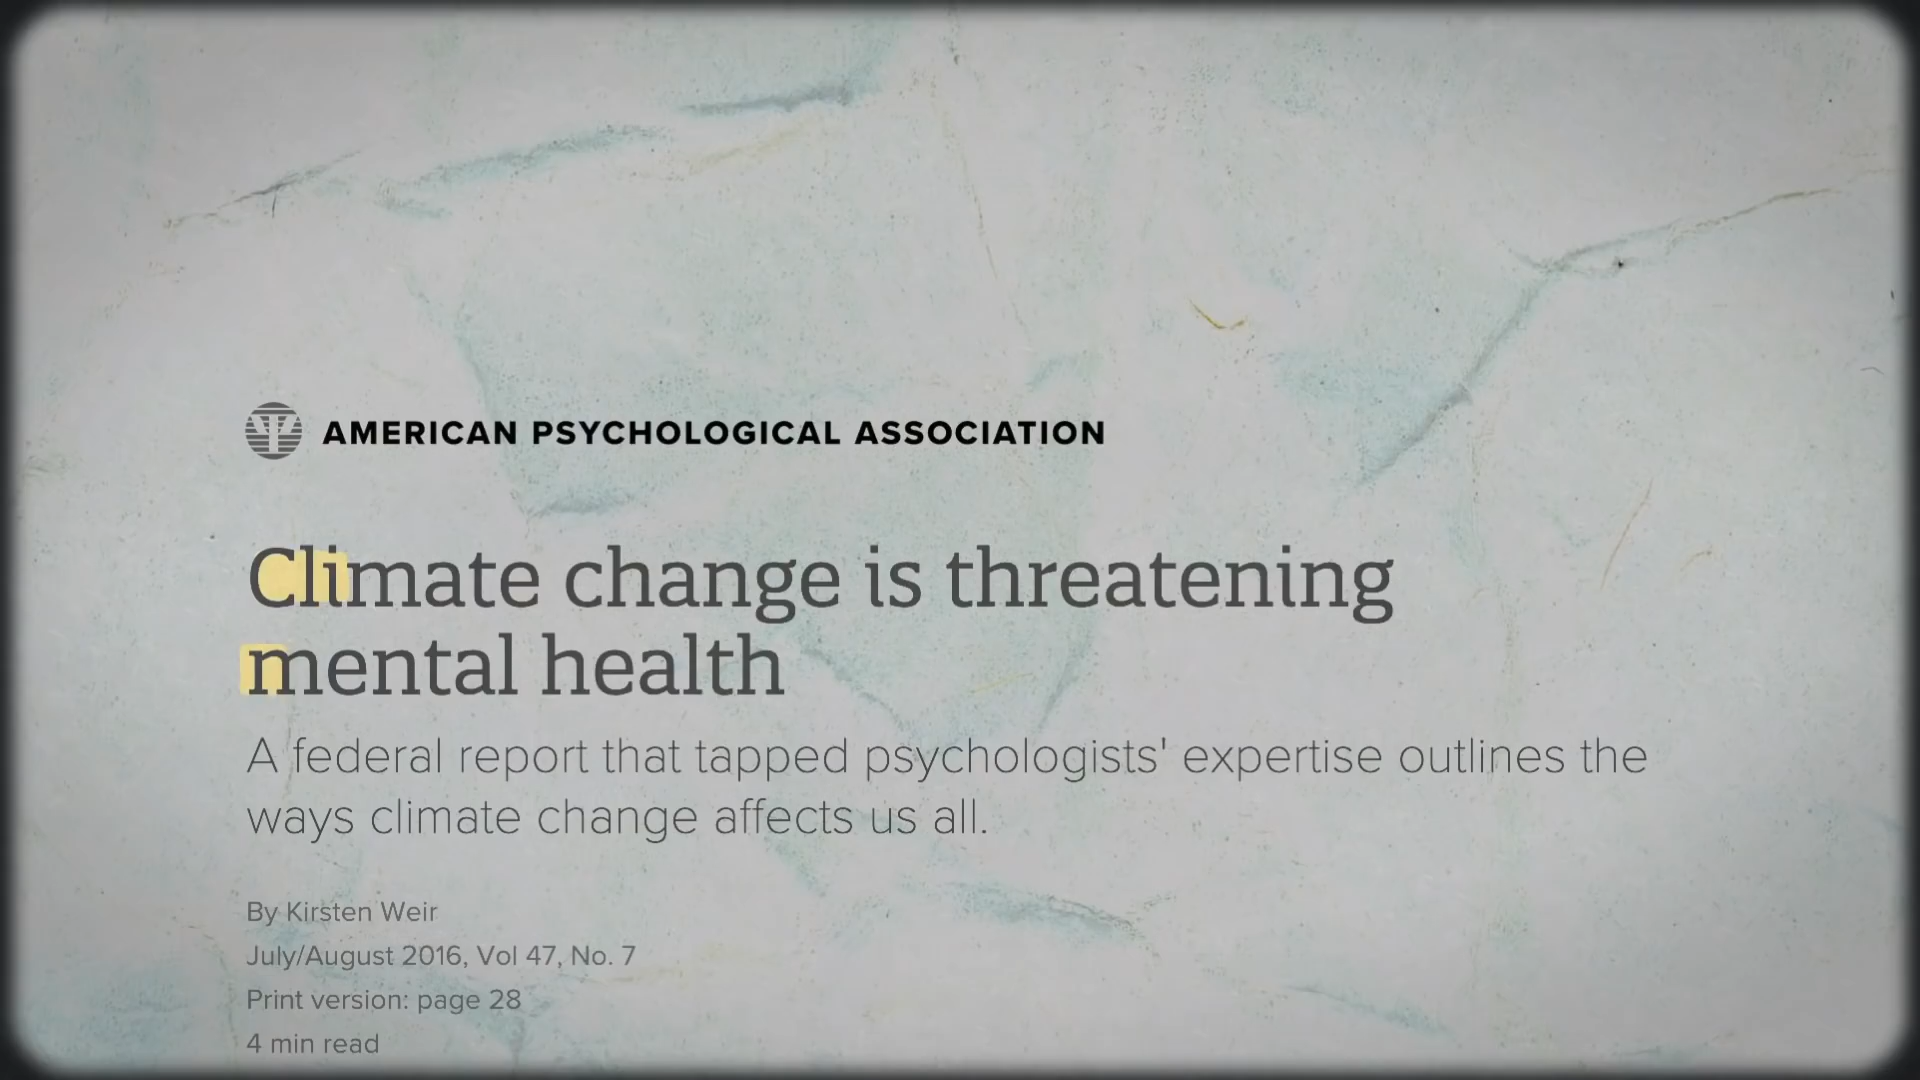 AMERICAN PSYCHOLOGICAL ASSOCIATION
Climate change is threatening
mental health
A federal report that tapped psychologists' expertise outlines the
ways climate change affects us all.
By Kirsten Weir
July/August 2016, Vol 47, No. 7
Print version: page 28
4 min read